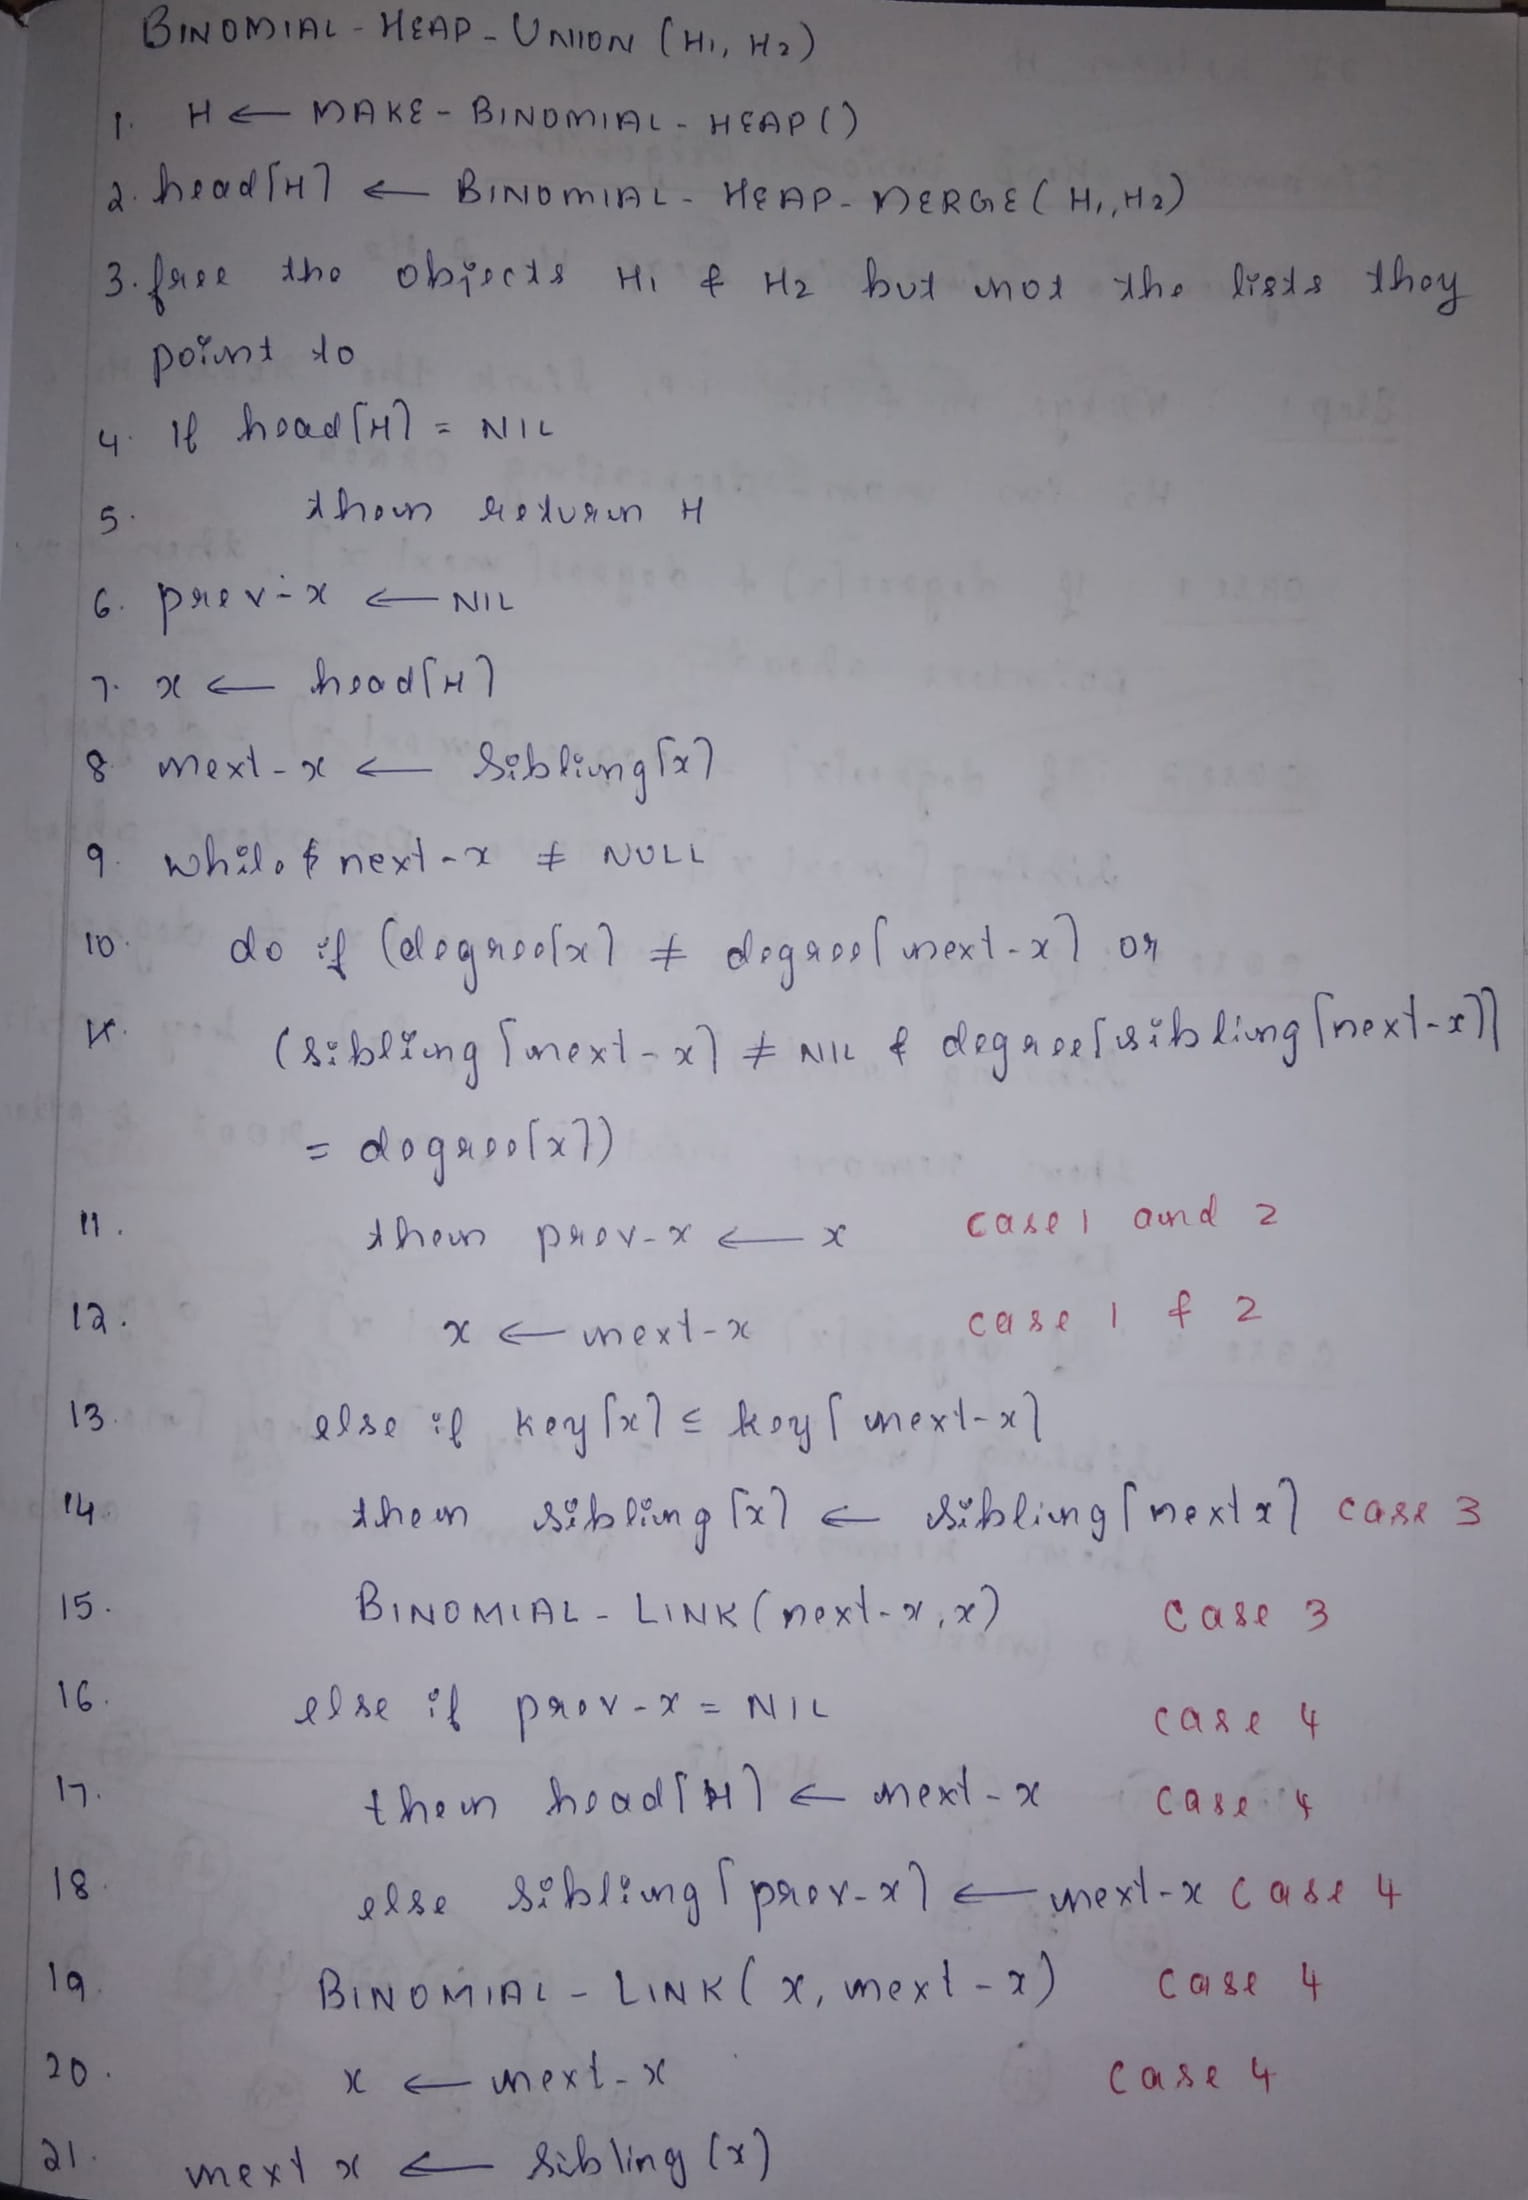 BINOMIAL - HEAP - UNION (H1, H2)
1. H ← MAKE - BINOMIAL - HEAP()
2. head[H] ← BINOMIAL - HEAP - MERGE (H1, H2)
3. free the objects H1 & H2 but not the lists they
point to
4. If head[H] = NIL
5. then return H
6. prev-x ← NIL
7. x ← head[H]
8. next-x ← Sibling[x]
9. while next-x ≠ NULL
10. do if (degree[x] ≠ degree[next-x] or
(sibling[next-x] ≠ NIL & degree[sibling[next-x]]
= degree[x])
11. then prev-x ← x case 1 and 2
12. x ← next-x case 1 & 2
13. else if key[x] ≤ key[next-x]
14. then sibling[x] ← sibling[next x] case 3
15. BINOMIAL - LINK (next-x, x) case 3
16. else if prev-x = NIL case 4
17. then head[H] ← next-x case 4
18. else sibling[prev-x] ← next-x case 4
19. BINOMIAL - LINK (x, next-x) case 4
20. x ← next-x case 4
21. next x ← Sibling (x)